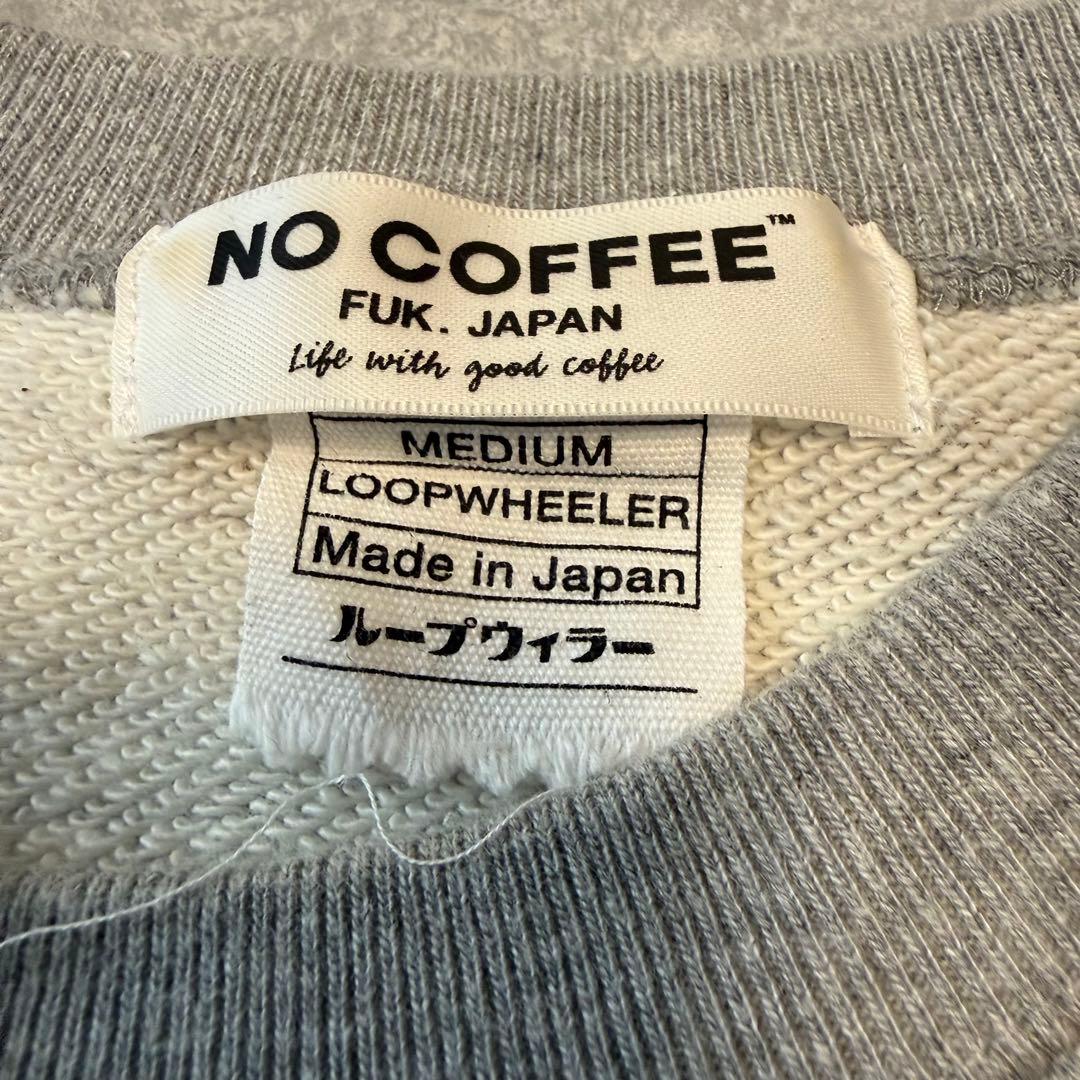 NO COFFEE™
FUK. JAPAN
Life with good coffee
MEDIUM
LOOPWHEELER
Made in Japan
ループウィラー